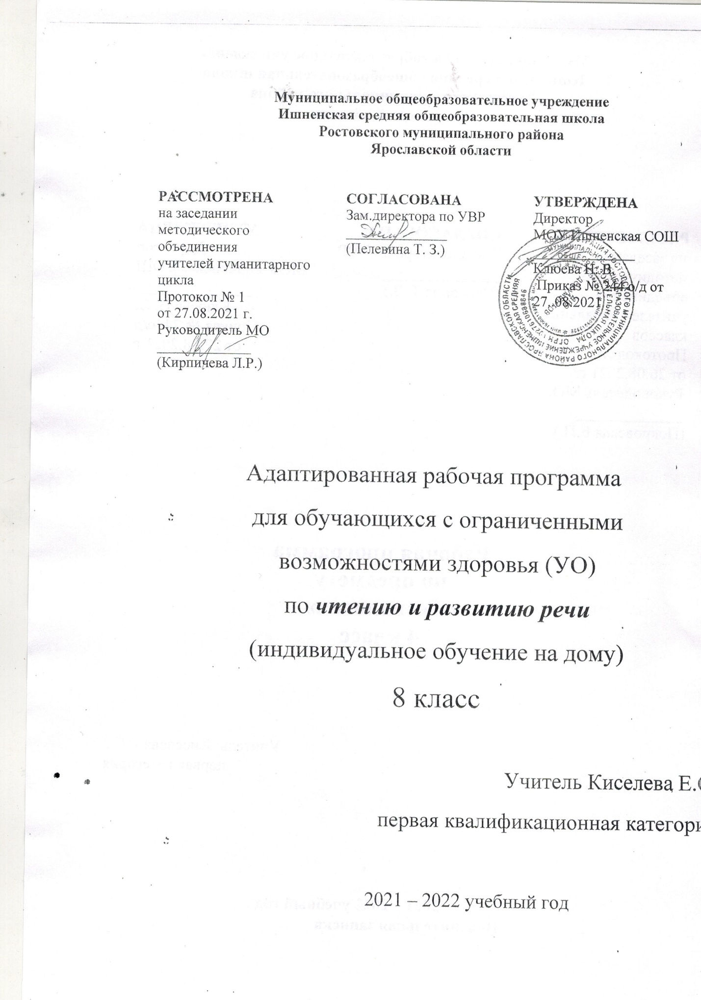 Муниципальное общеобразовательное учреждение
Ишненская средняя общеобразовательная школа
Ростовского муниципального района
Ярославской области
РАССМОТРЕНА
на заседании
методического
объединения
учителей гуманитарного
цикла
Протокол № 1
от 27.08.2021 г.
Руководитель МО
(Кирпичева Л.Р.)
СОГЛАСОВАНА
Зам.директора по УВР
(Пелевина Т. З.)
УТВЕРЖДЕНА
Директор
МОУ Ишненская СОШ
Клюева Н. В
Приказ № 244 о/д от
27. 08.2021
Адаптированная рабочая программа
для обучающихся с ограниченными
возможностями здоровья (УО)
по чтению и развитию речи
(индивидуальное обучение на дому)
8 класс
Учитель Киселева Е.
первая квалификационная категори
2021 – 2022 учебный год